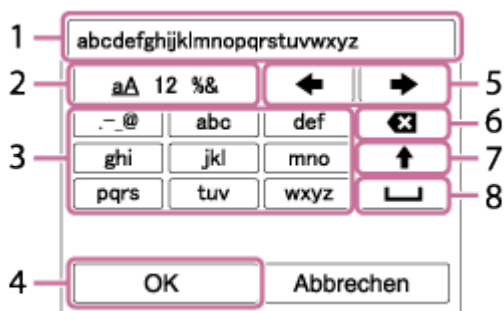 1 abcdefghijklmnopqrstuvwxyz
2 aA 12 %& 5
.-_@ abc def 6
3 ghi jkl mno 7
pqrs tuv wxyz 8
4 OK Abbrechen